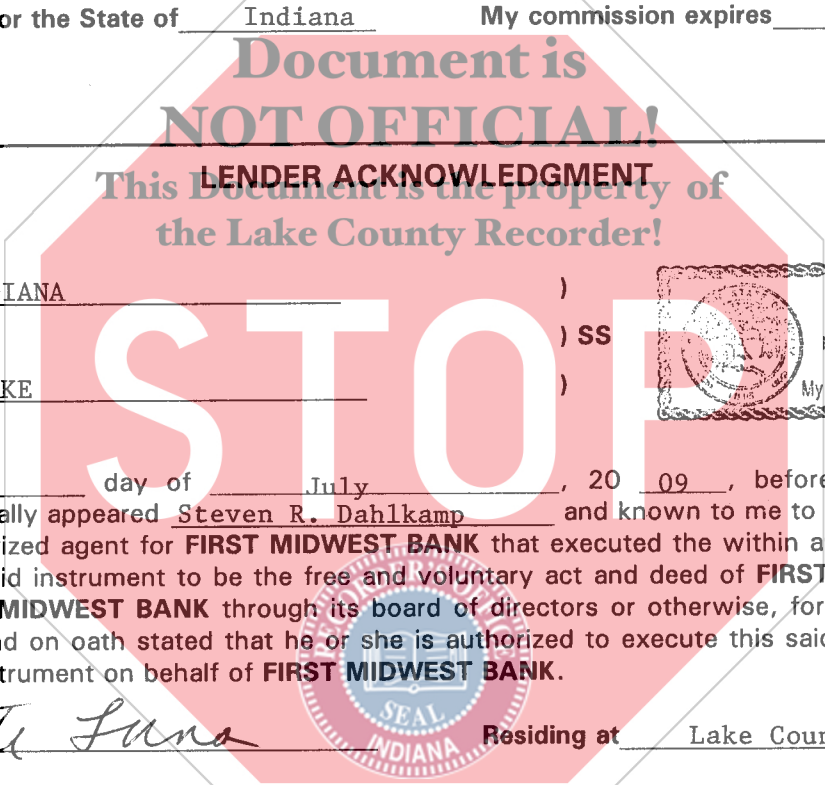 or the State of Indiana My commission expires
Document is
NOT OFFICIAL!
LENDER ACKNOWLEDGMENT
This Document is the property of
the Lake County Recorder!
IANA )
) SS
KE )
My
STOP
day of July , 20 09 , before
ally appeared Steven R. Dahlkamp and known to me to
ized agent for FIRST MIDWEST BANK that executed the within a
id instrument to be the free and voluntary act and deed of FIRST
MIDWEST BANK through its board of directors or otherwise, for
d on oath stated that he or she is authorized to execute this said
trument on behalf of FIRST MIDWEST BANK.
SEAL
INDIANA
Luna Residing at Lake Coun